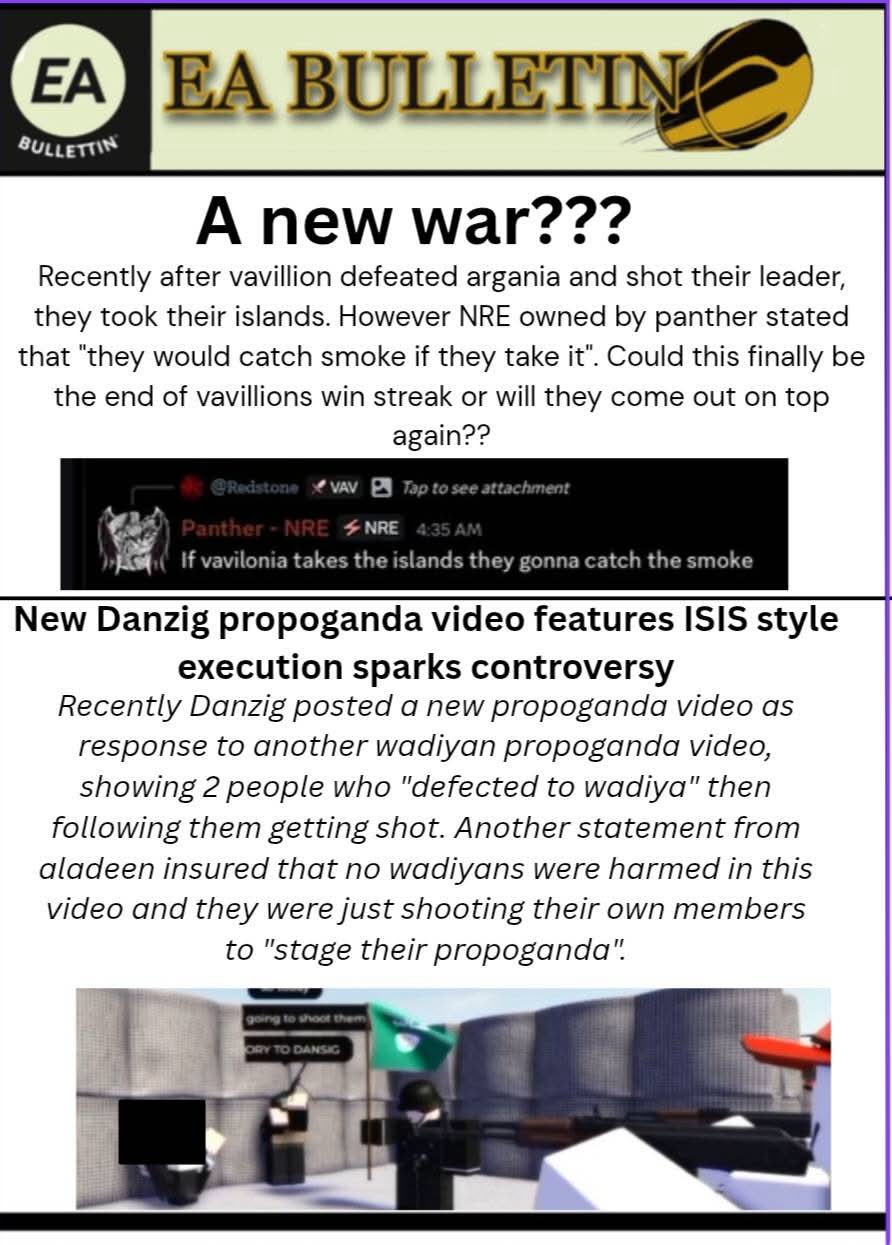 EA
BULLETTIN
EA BULLETIN
A new war???
Recently after vavillion defeated argania and shot their leader,
they took their islands. However NRE owned by panther stated
that "they would catch smoke if they take it". Could this finally be
the end of vavillions win streak or will they come out on top
again??
@Redstone VAV Tap to see attachment
Panther - NRE NRE 4:35 AM
If vavilonia takes the islands they gonna catch the smoke
New Danzig propoganda video features ISIS style
execution sparks controversy
Recently Danzig posted a new propoganda video as
response to another wadiyan propoganda video,
showing 2 people who "defected to wadiya" then
following them getting shot. Another statement from
aladeen insured that no wadiyans were harmed in this
video and they were just shooting their own members
to "stage their propoganda".
going to shoot them
ORY TO DANSIG